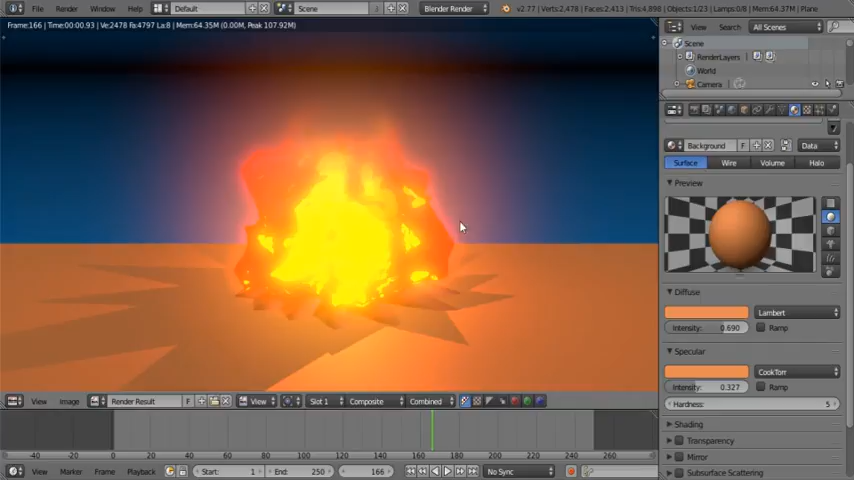 File Render Window Help Default Scene Blender Render v2.77 | Verts:2,478 | Faces:2,413 | Tris:4,898 | Objects:1/23 | Lamps:0/8 | Mem:64.37M | Plane
Frame:166 | Time:00:00.93 | Ve:2478 Fa:4797 La:8 | Mem:64.35M (0.00M, Peak 107.92M)
View Search All Scenes
Scene
RenderLayers
World
Camera
Background F Data
Surface Wire Volume Halo
Preview
Diffuse
Lambert
Intensity: 0.690 Ramp
Specular
CookTorr
Intensity: 0.327 Ramp
Hardness: 5
Shading
Transparency
Mirror
Subsurface Scattering
View Image Render Result F View Slot 1 Composite Combined
-40 -20 0 20 40 60 80 100 120 140 160 180 200 220 240 260 280
View Marker Frame Playback Start: 1 End: 250 166 No Sync